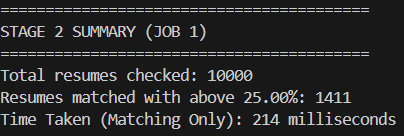 =========================================
STAGE 2 SUMMARY (JOB 1)
=========================================
Total resumes checked: 10000
Resumes matched with above 25.00%: 1411
Time Taken (Matching Only): 214 milliseconds